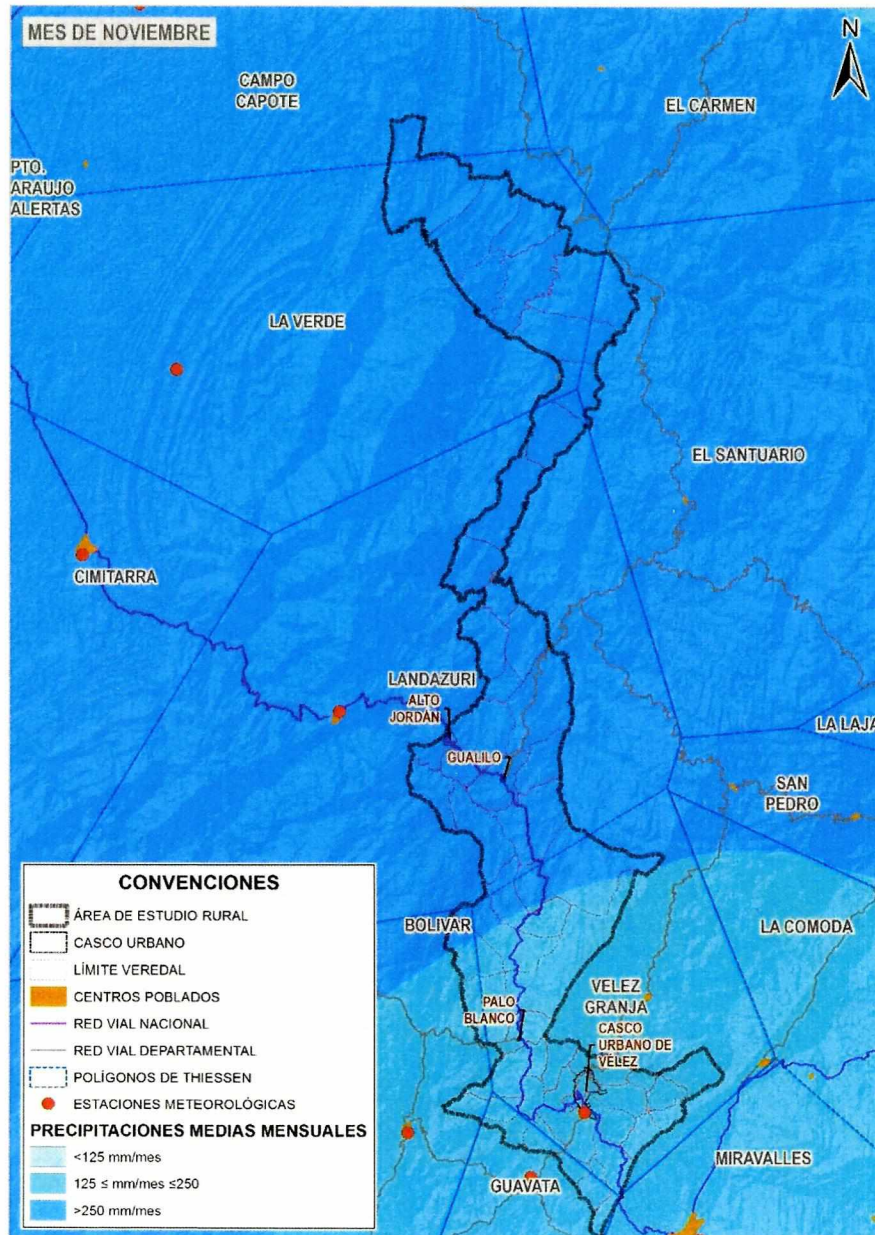 MES DE NOVIEMBRE
N
CAMPO
CAPOTE
EL CARMEN
PTO.
ARAUJO
ALERTAS
LA VERDE
EL SANTUARIO
CIMITARRA
LANDAZURI
ALTO
JORDÁN
LA LAJA
GUALILO
SAN
PEDRO
BOLIVAR
LA COMODA
VELEZ
GRANJA
PALO
BLANCO
CASCO
URBANO DE
VÉLEZ
MIRAVALLES
GUAVATA
CONVENCIONES
ÁREA DE ESTUDIO RURAL
CASCO URBANO
LÍMITE VEREDAL
CENTROS POBLADOS
RED VIAL NACIONAL
RED VIAL DEPARTAMENTAL
POLÍGONOS DE THIESSEN
ESTACIONES METEOROLÓGICAS
PRECIPITACIONES MEDIAS MENSUALES
<125 mm/mes
125 ≤ mm/mes ≤250
>250 mm/mes